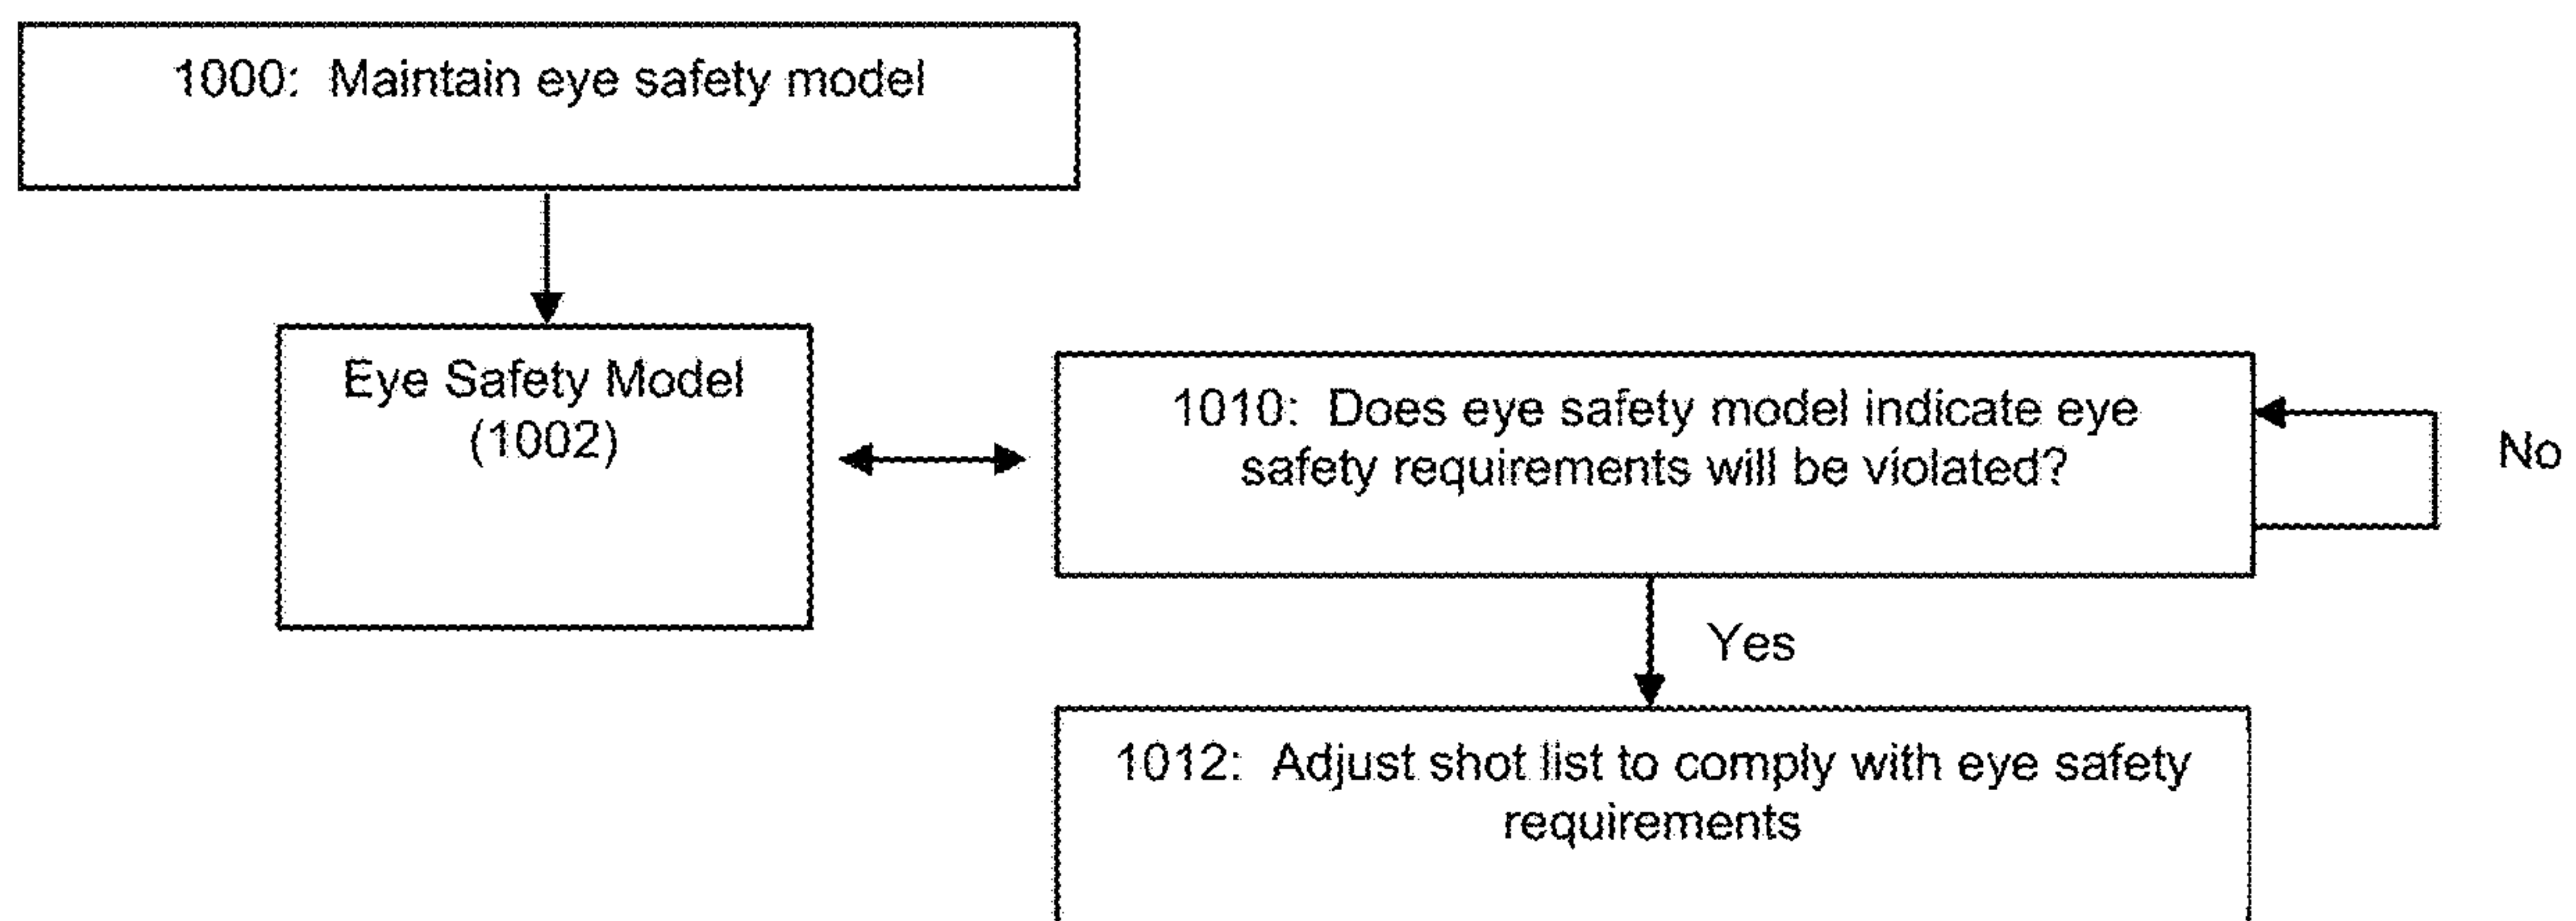 1000: Maintain eye safety model
Eye Safety Model
(1002)
1010: Does eye safety model indicate eye
safety requirements will be violated?
No
Yes
1012: Adjust shot list to comply with eye safety
requirements